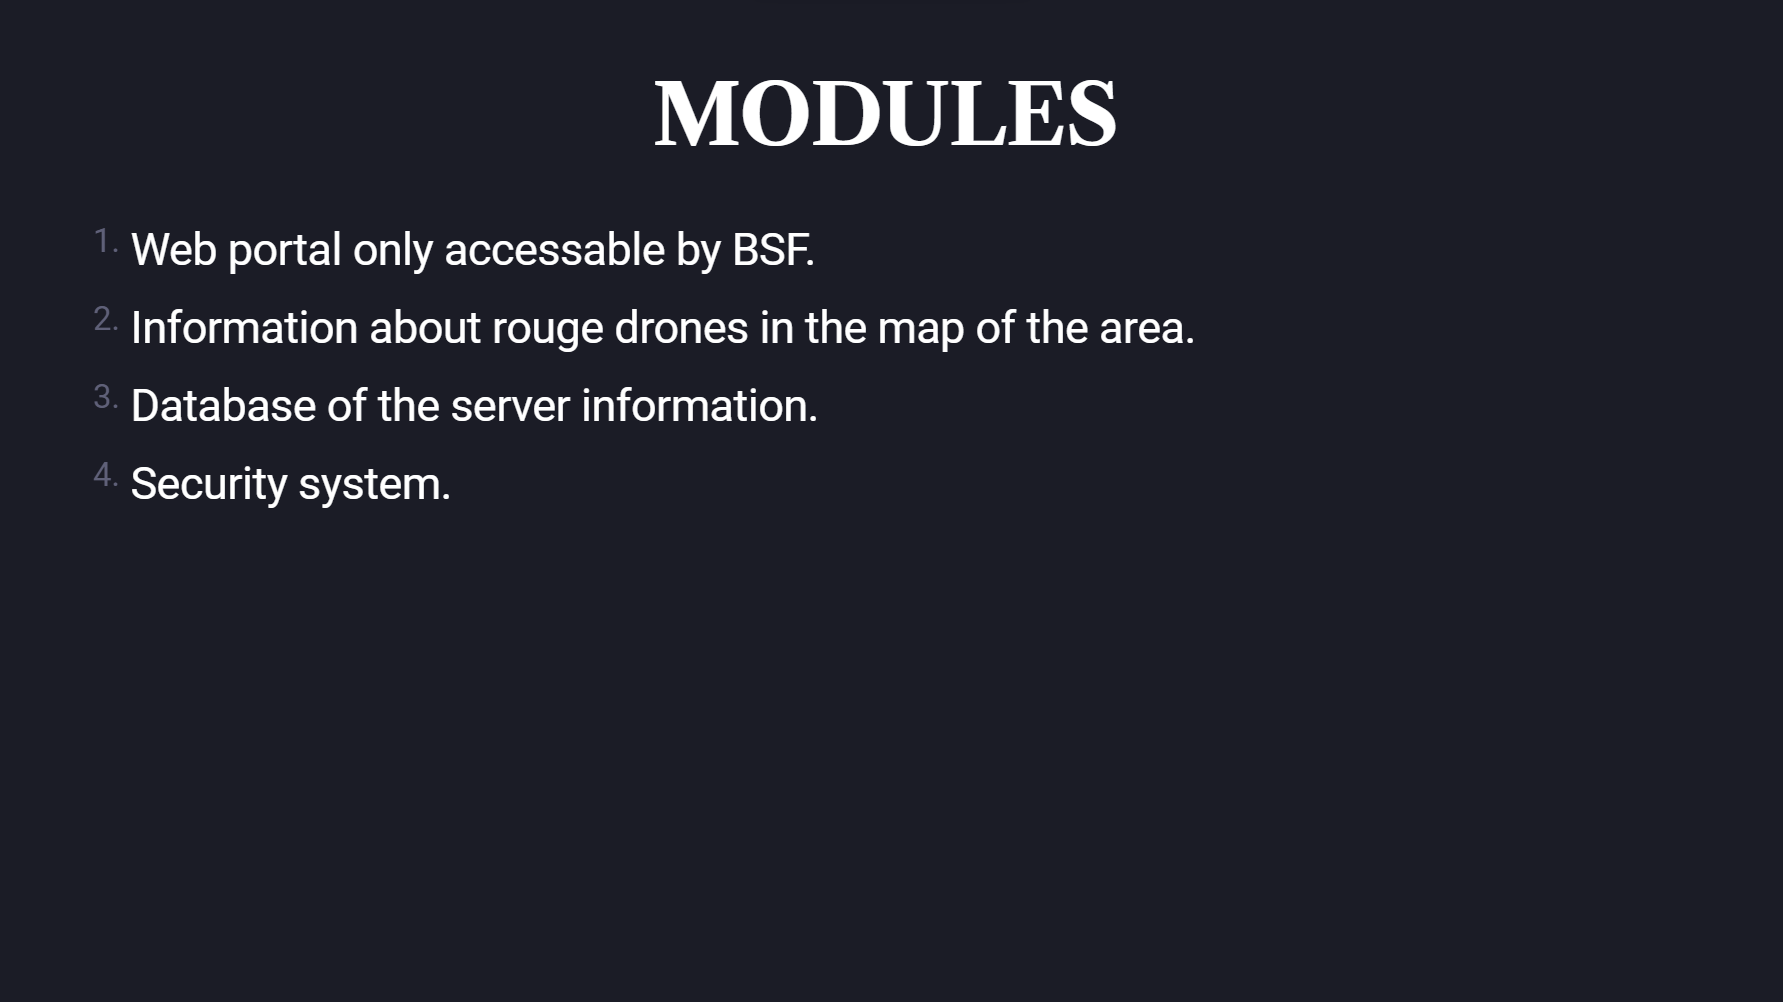 MODULES
1. Web portal only accessable by BSF.
2. Information about rouge drones in the map of the area.
3. Database of the server information.
4. Security system.